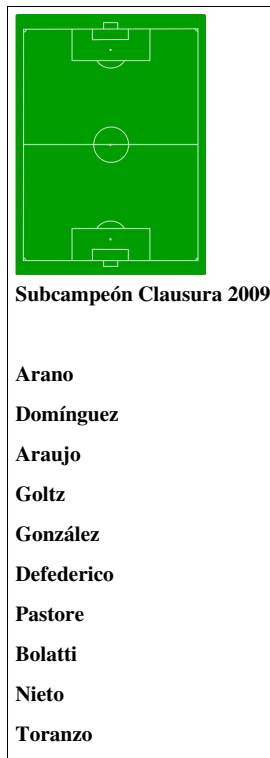 Subcampeón Clausura 2009
Arano
Domínguez
Araujo
Goltz
González
Defederico
Pastore
Bolatti
Nieto
Toranzo